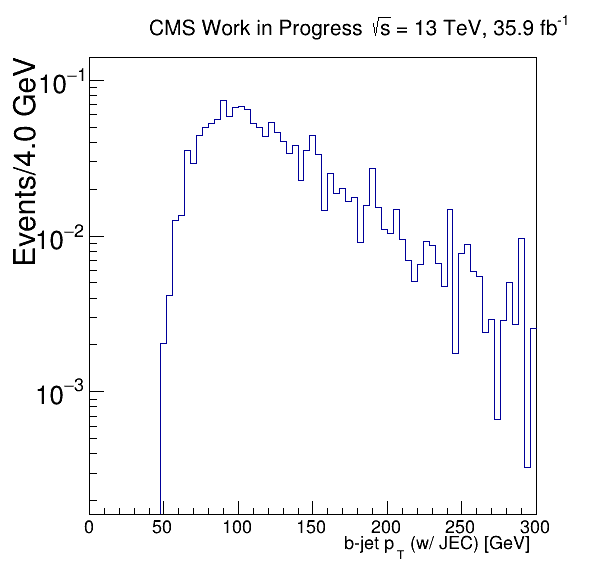 CMS Work in Progress √s = 13 TeV, 35.9 fb⁻¹
Events/4.0 GeV
10⁻¹
10⁻²
10⁻³
0 50 100 150 200 250 300
b-jet p_T (w/ JEC) [GeV]